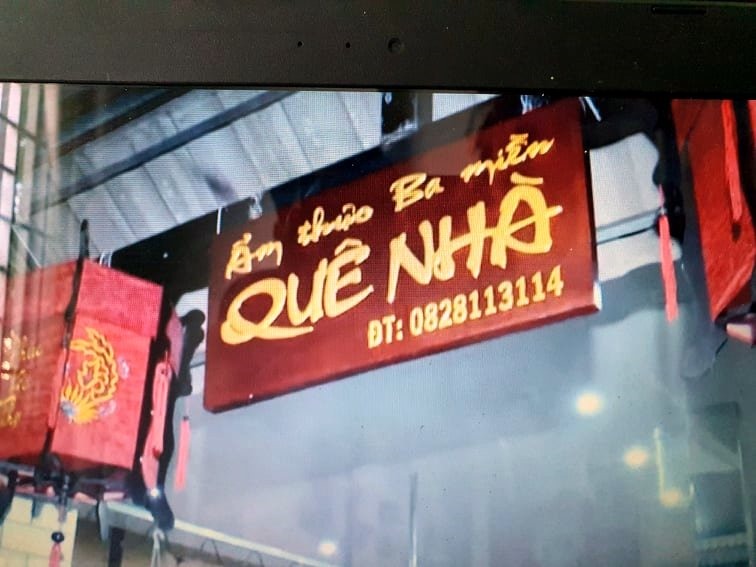 Ẩm thực Ba miền
QUÊ NHÀ
ĐT: 0828113114